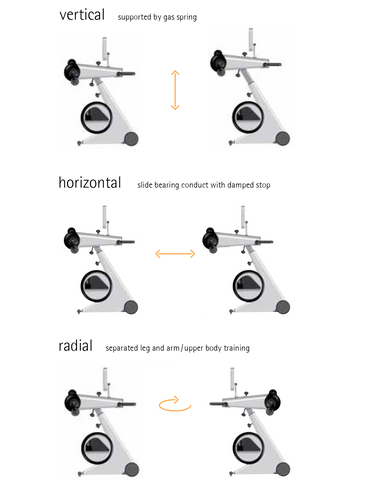 vertical supported by gas spring
horizontal slide bearing conduct with damped stop
radial separated leg and arm/upper body training